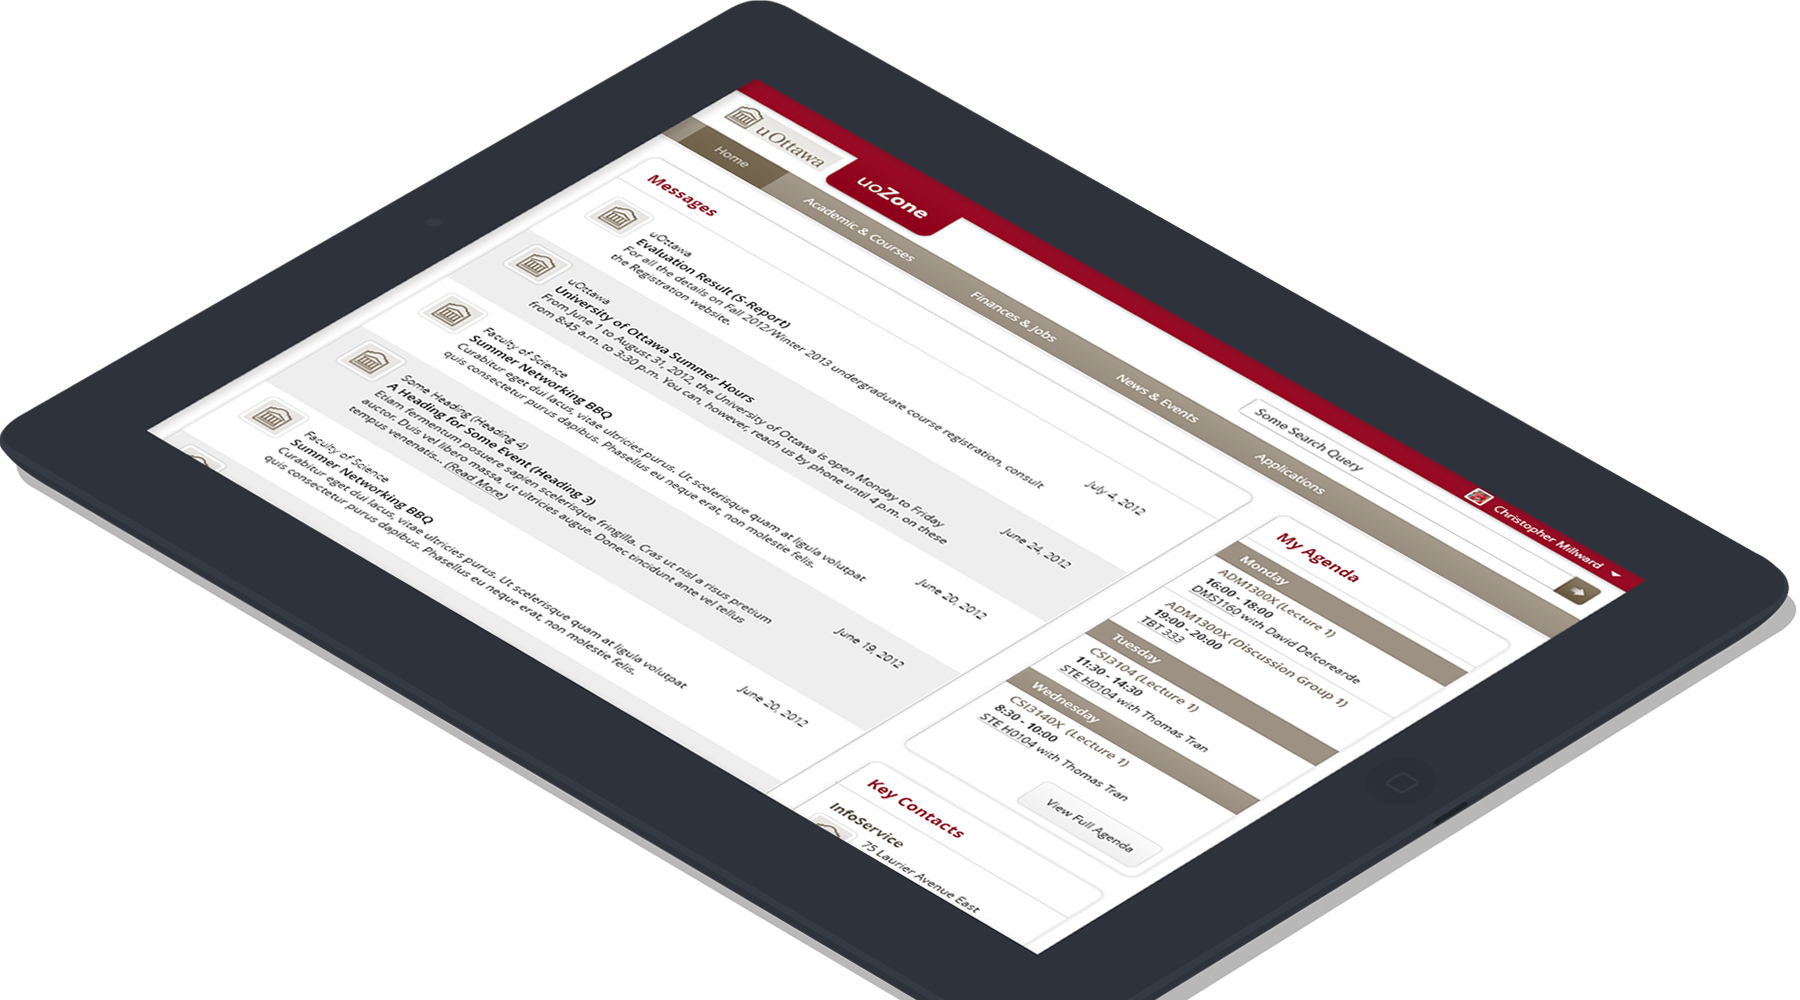 uOttawa
uoZone
Christopher Millward
Some Search Query
Home
Academic & Courses
Finances & Jobs
News & Events
Applications
Messages
uOttawa
Evaluation Result (S-Report)
For all the details on Fall 2012/Winter 2013 undergraduate course registration, consult
the Registration website.
July 4, 2012
uOttawa
University of Ottawa Summer Hours
From June 1 to August 31, 2012, the University of Ottawa is open Monday to Friday
from 8:45 a.m. to 3:30 p.m. You can, however, reach us by phone until 4 p.m. on these
June 24, 2012
Faculty of Science
Summer Networking BBQ
Curabitur eget dui lacus, vitae ultricies purus. Ut scelerisque quam at ligula volutpat
quis consectetur purus dapibus. Phasellus eu neque erat, non molestie felis.
June 20, 2012
Some Heading (Heading 4)
A Heading for Some Event (Heading 3)
Etiam fermentum posuere sapien scelerisque fringilla. Cras ut nisl a risus pretium
auctor. Duis vel libero massa, ut ultricies augue. Donec tincidunt ante vel tellus
tempus venenatis... (Read More)
June 19, 2012
Faculty of Science
Summer Networking BBQ
Curabitur eget dui lacus, vitae ultricies purus. Ut scelerisque quam at ligula volutpat
quis consectetur purus dapibus. Phasellus eu neque erat, non molestie felis.
June 20, 2012
My Agenda
Monday
ADM1300X (Lecture 1)
16:00 - 18:00
DMS1160 with David Delcorearde
ADM1300X (Discussion Group 1)
19:00 - 20:00
TBT 333
Tuesday
CSI3104 (Lecture 1)
11:30 - 14:30
STE H0104 with Thomas Tran
Wednesday
CSI3140X (Lecture 1)
8:30 - 10:00
STE H0104 with Thomas Tran
View Full Agenda
Key Contacts
InfoService
75 Laurier Avenue East